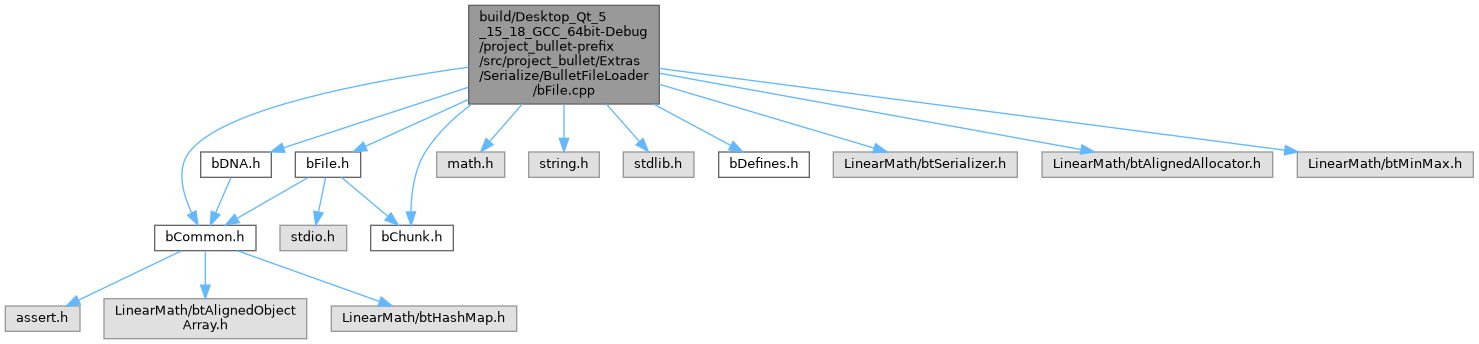 build/Desktop_Qt_5
_15_18_GCC_64bit-Debug
/project_bullet-prefix
/src/project_bullet/Extras
/Serialize/BulletFileLoader
/bFile.cpp
bDNA.h
bFile.h
math.h
string.h
stdlib.h
bDefines.h
LinearMath/btSerializer.h
LinearMath/btAlignedAllocator.h
LinearMath/btMinMax.h
bCommon.h
stdio.h
bChunk.h
assert.h
LinearMath/btAlignedObject
Array.h
LinearMath/btHashMap.h